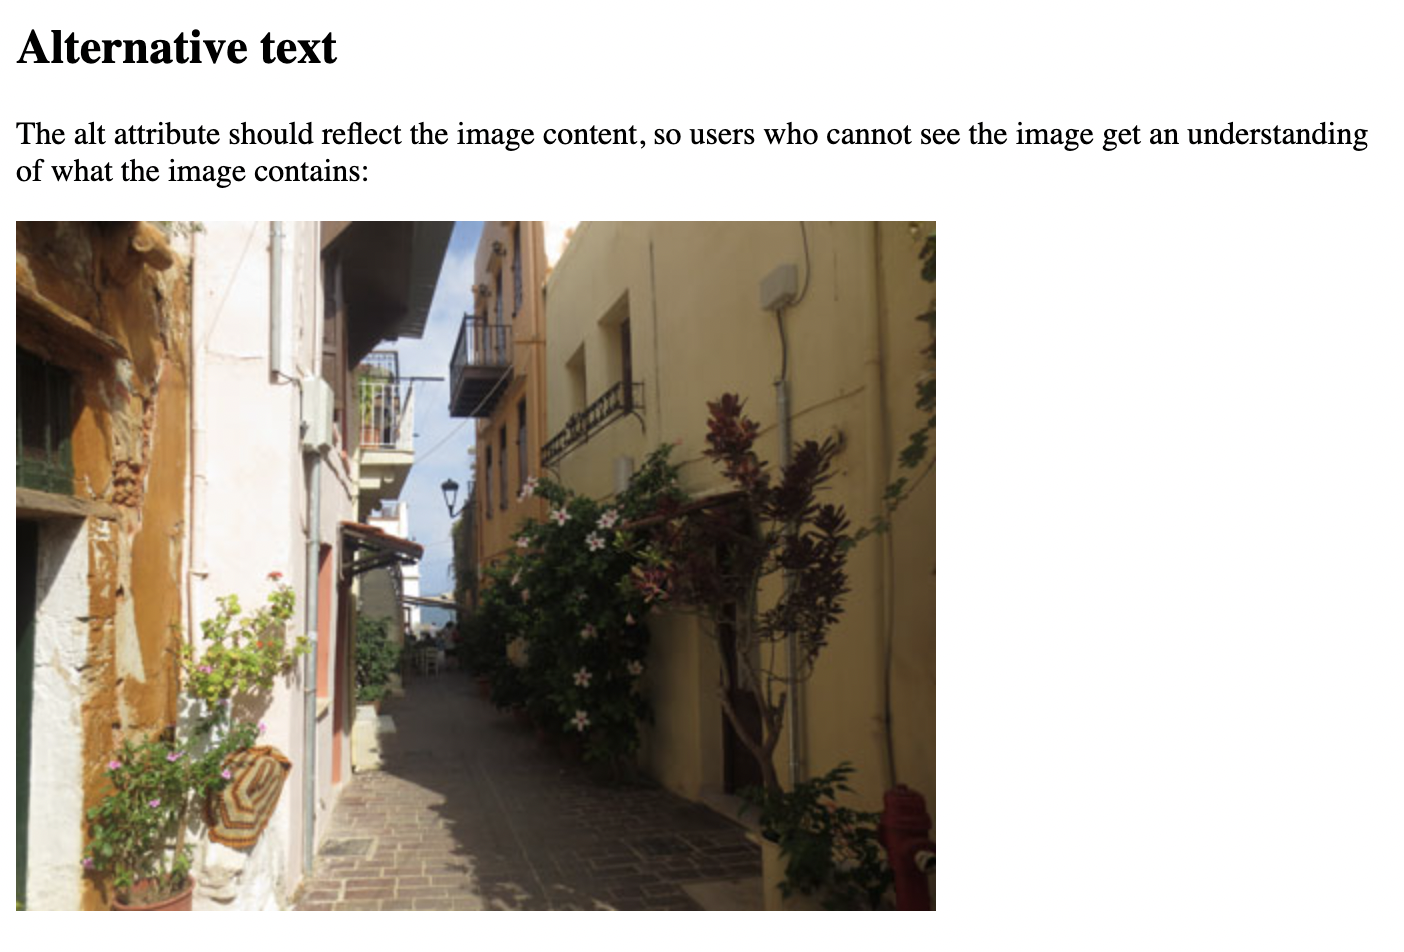 Alternative text
The alt attribute should reflect the image content, so users who cannot see the image get an understanding
of what the image contains: